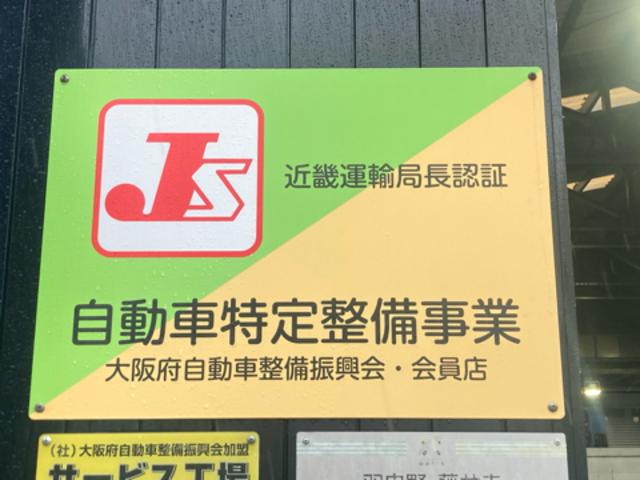 JS
近畿運輸局長認証
自動車特定整備事業
大阪府自動車整備振興会・会員店
(社)大阪府自動車整備振興会加盟
サービス工場